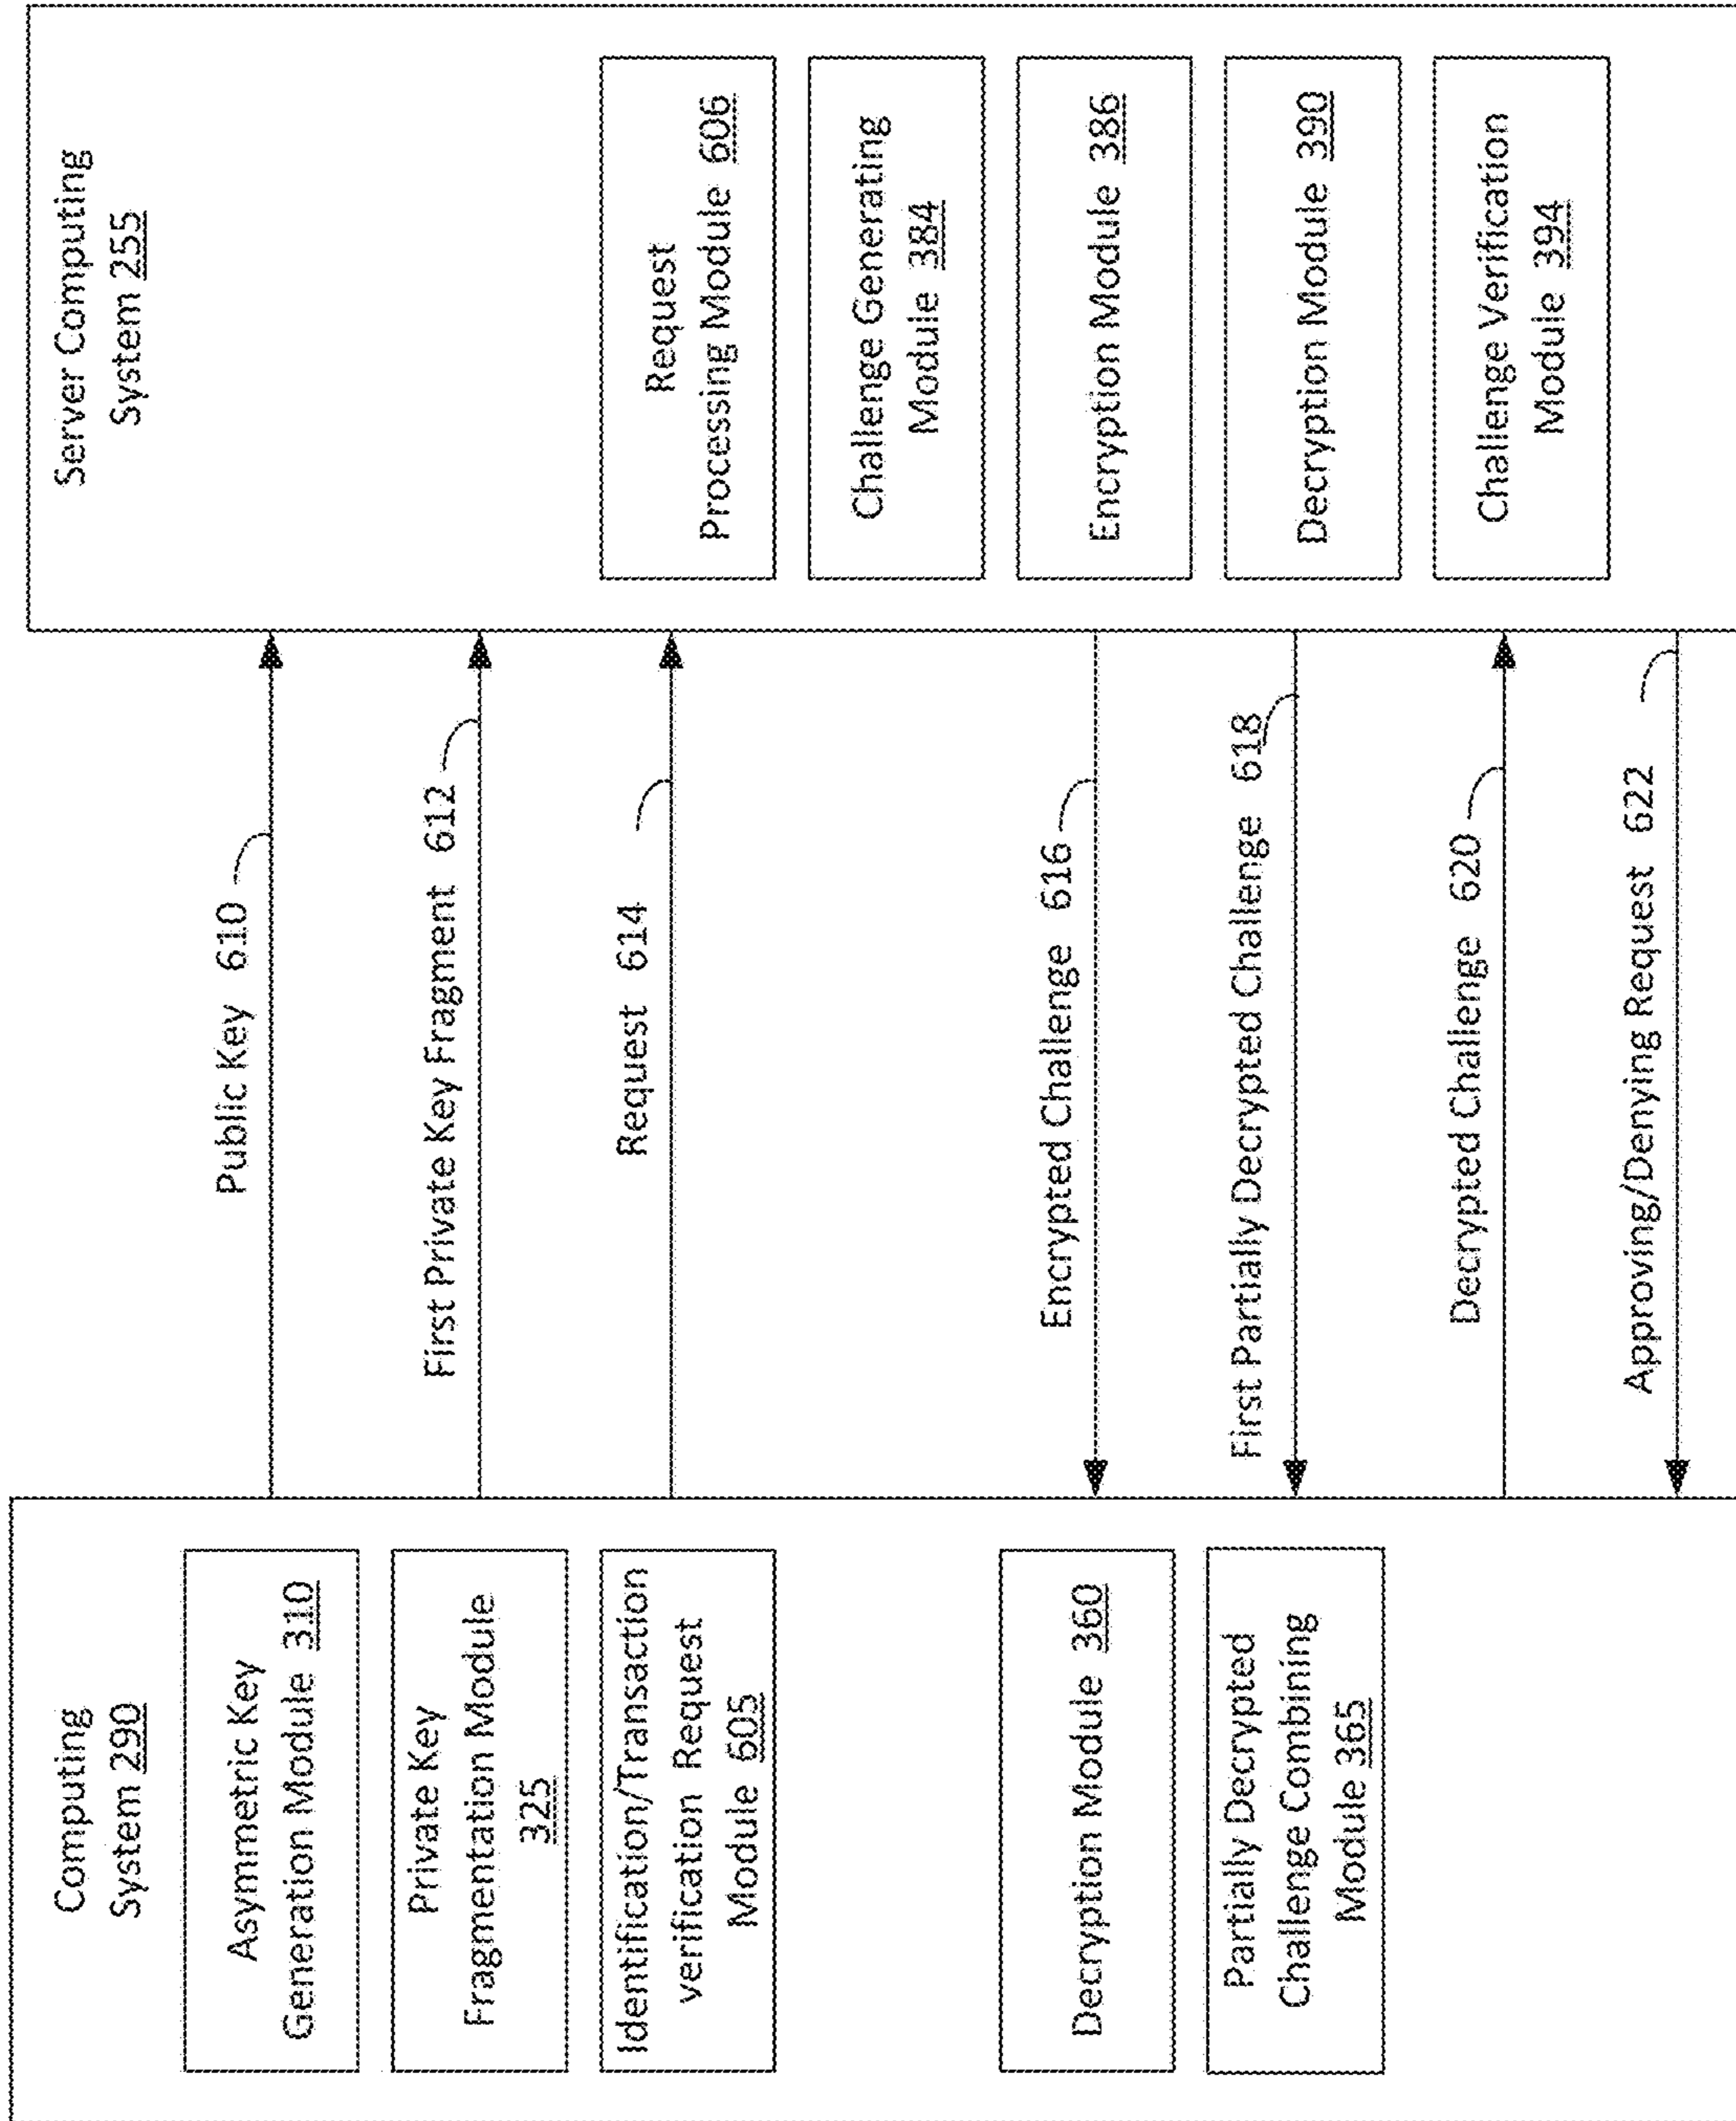 Computing
System 290
Asymmetric Key
Generation Module 310
Private Key
Fragmentation Module
325
Identification/Transaction
verification Request
Module 605
Decryption Module 360
Partially Decrypted
Challenge Combining
Module 365
Public Key 610
First Private Key Fragment 612
Request 614
Encrypted Challenge 616
First Partially Decrypted Challenge 618
Decrypted Challenge 620
Approving/Denying Request 622
Server Computing
System 255
Request
Processing Module 606
Challenge Generating
Module 384
Encryption Module 386
Decryption Module 390
Challenge Verification
Module 394